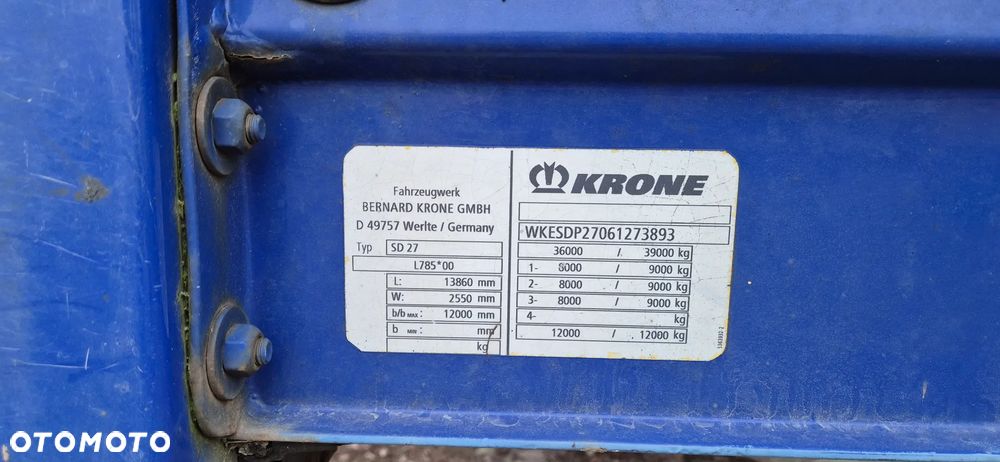 Fahrzeugwerk
BERNARD KRONE GMBH
D 49757 Werlte / Germany
Typ SD 27
L785*00
L: 13860 mm
W: 2550 mm
b/b MAX: 12000 mm
b MIN: mm
kg
KRONE
WKESDP27061273893
36000 / 39000 kg
1- 8000 / 9000 kg
2- 8000 / 9000 kg
3- 8000 / 9000 kg
4- kg
12000 / 12000 kg
OTOMOTO